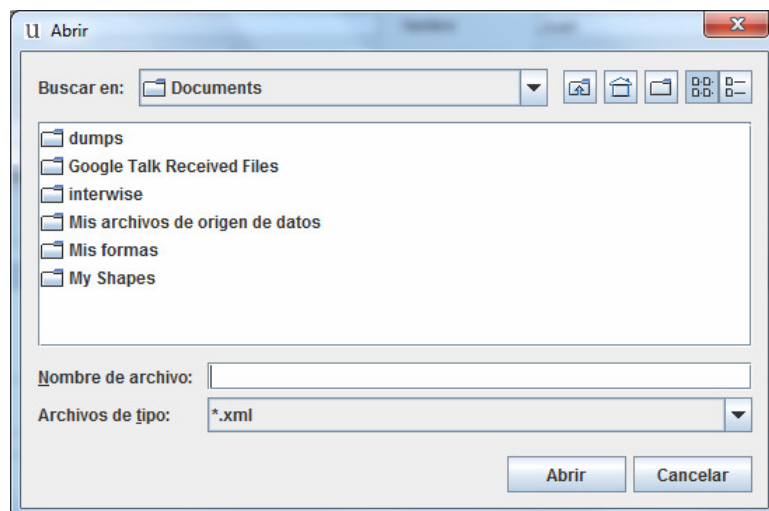 u Abrir
Buscar en: Documents
dumps
Google Talk Received Files
interwise
Mis archivos de origen de datos
Mis formas
My Shapes
Nombre de archivo:
Archivos de tipo: *.xml
Abrir Cancelar